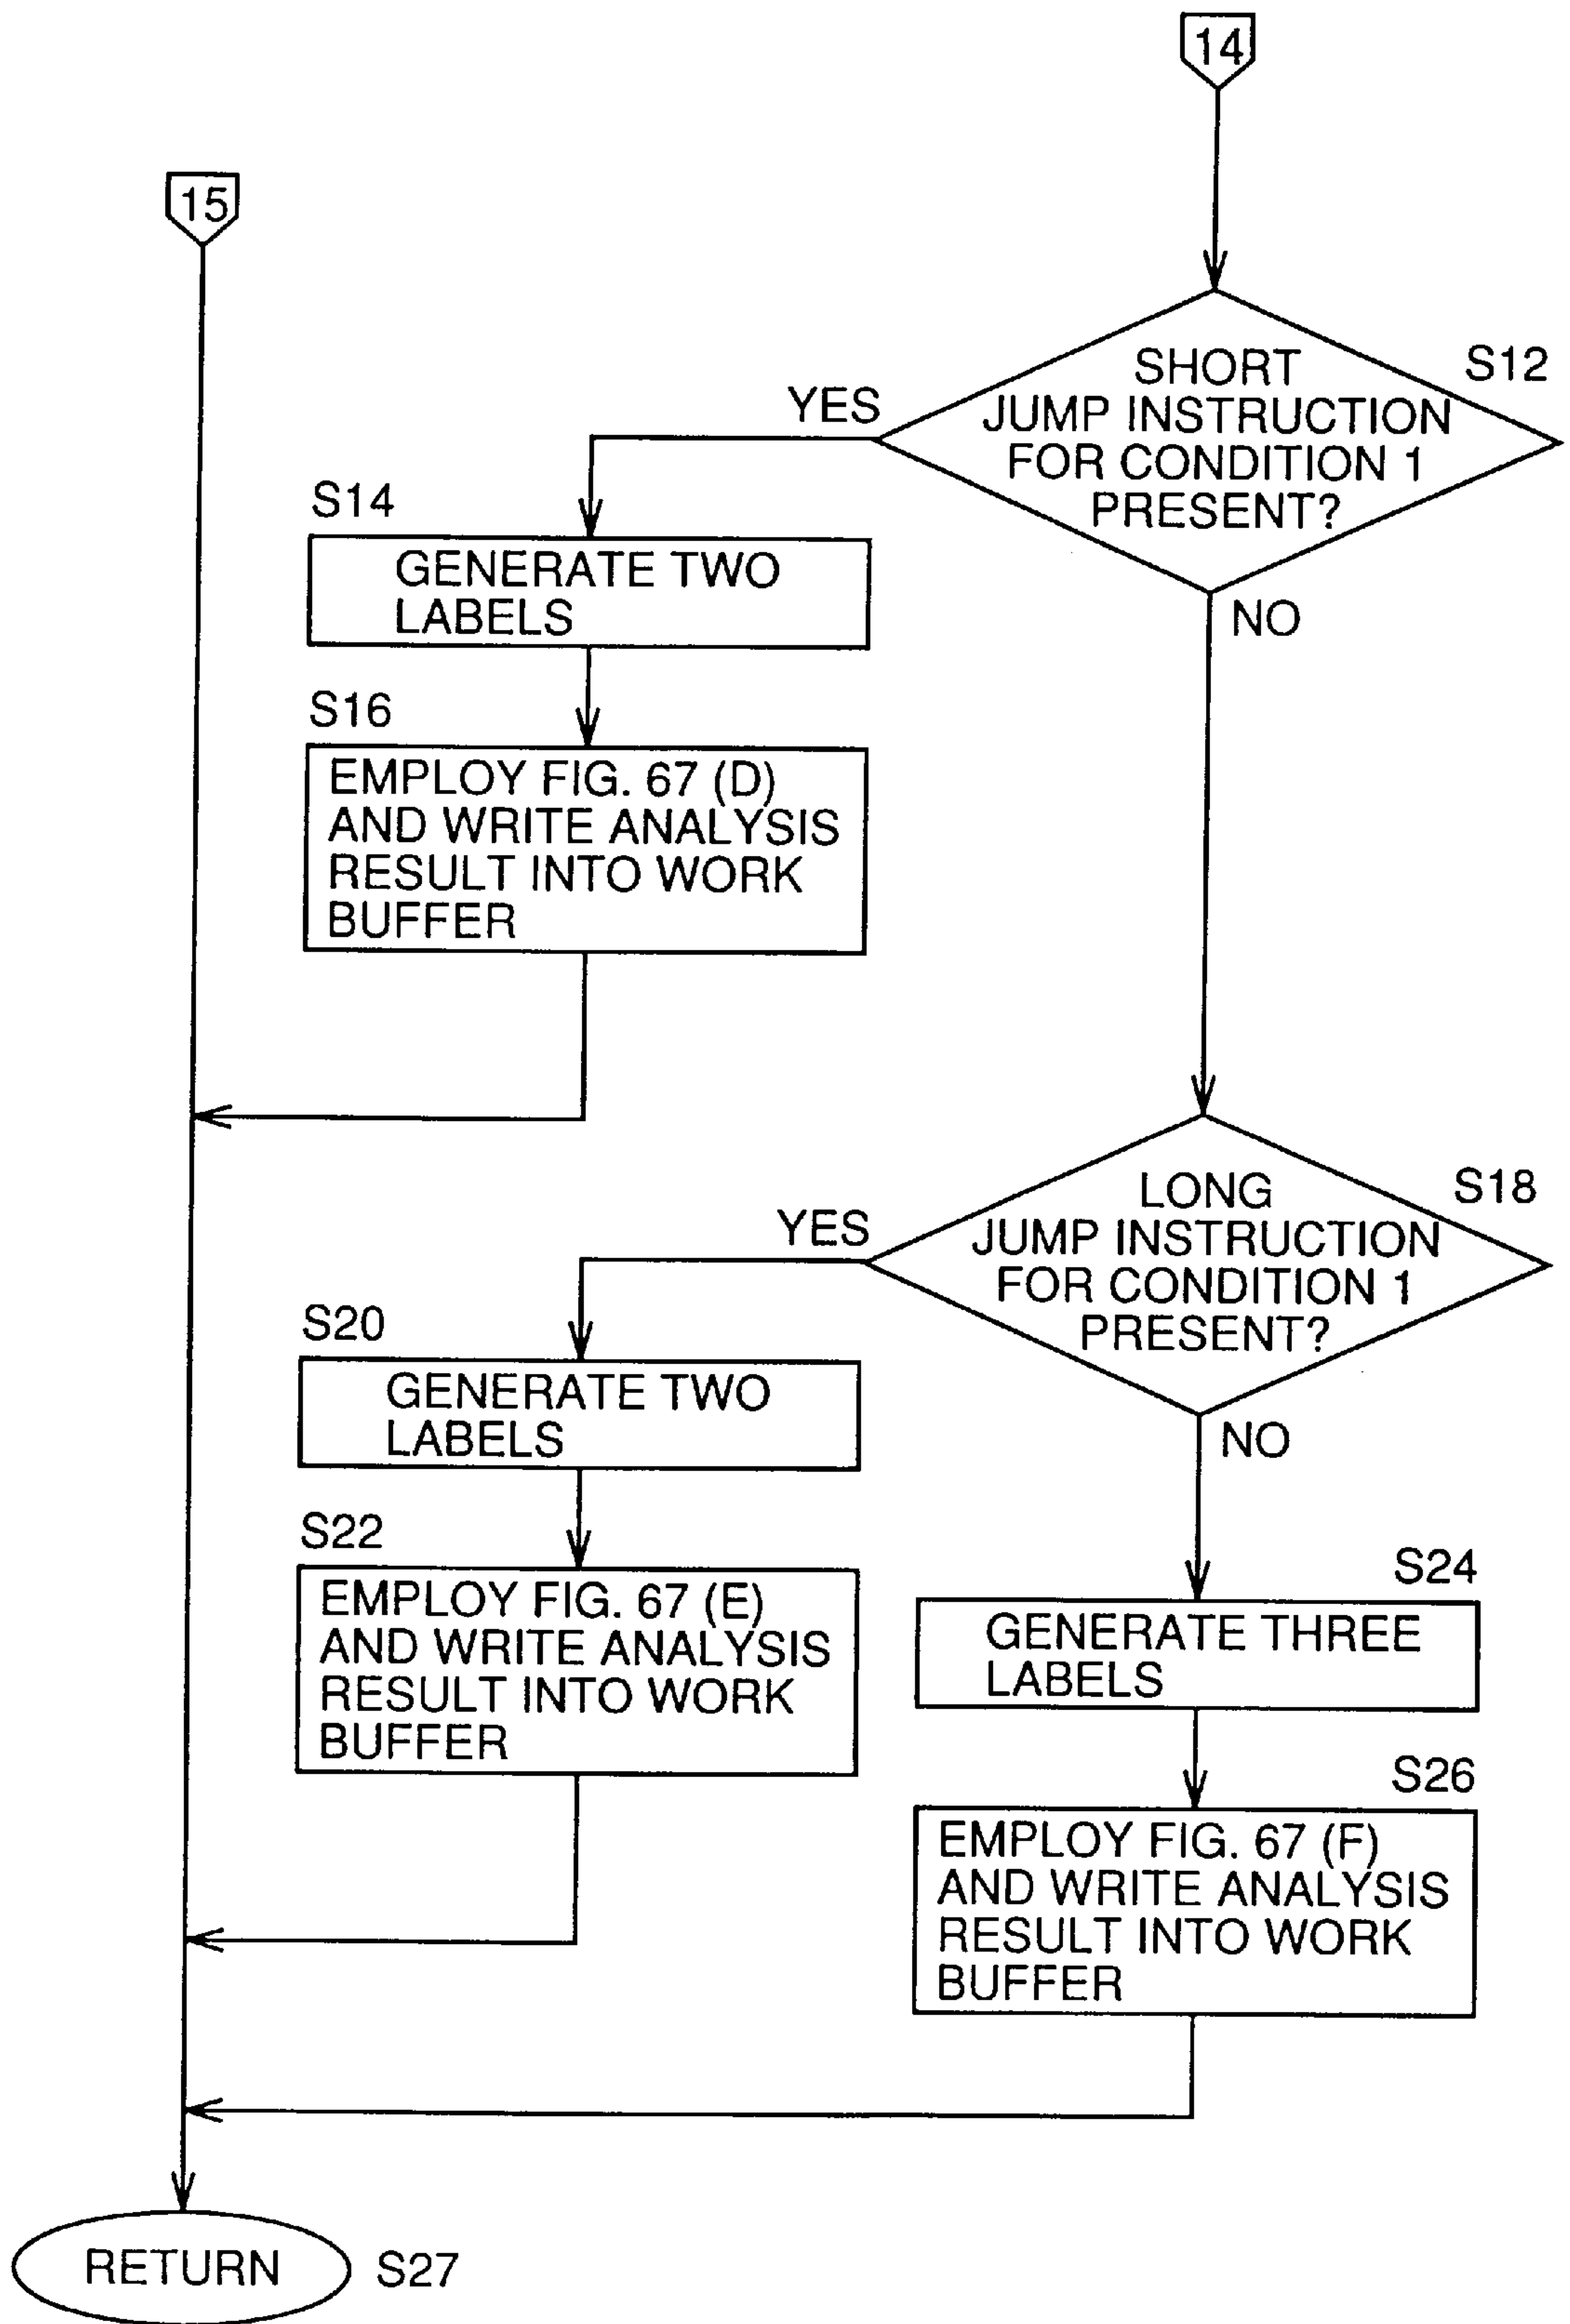 14
15
SHORT
JUMP INSTRUCTION
FOR CONDITION 1
PRESENT?
S12
YES
NO
S14
GENERATE TWO
LABELS
S16
EMPLOY FIG. 67 (D)
AND WRITE ANALYSIS
RESULT INTO WORK
BUFFER
LONG
JUMP INSTRUCTION
FOR CONDITION 1
PRESENT?
S18
YES
NO
S20
GENERATE TWO
LABELS
S22
EMPLOY FIG. 67 (E)
AND WRITE ANALYSIS
RESULT INTO WORK
BUFFER
S24
GENERATE THREE
LABELS
S26
EMPLOY FIG. 67 (F)
AND WRITE ANALYSIS
RESULT INTO WORK
BUFFER
RETURN
S27